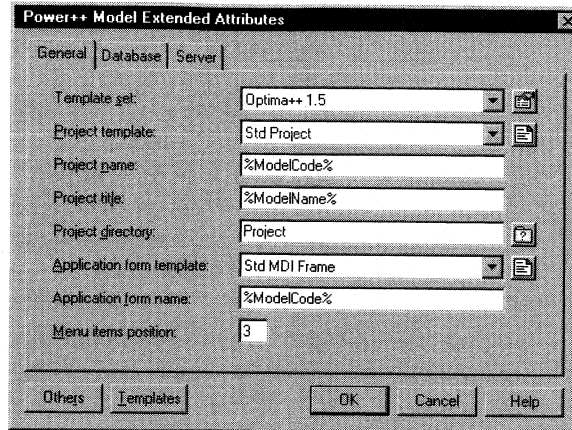 Power++ Model Extended Attributes
General Database Server
Template set: Optima++ 1.5
Project template: Std Project
Project name: %ModelCode%
Project title: %ModelName%
Project directory: Project
Application form template: Std MDI Frame
Application form name: %ModelCode%
Menu items position: 3
Others Templates OK Cancel Help